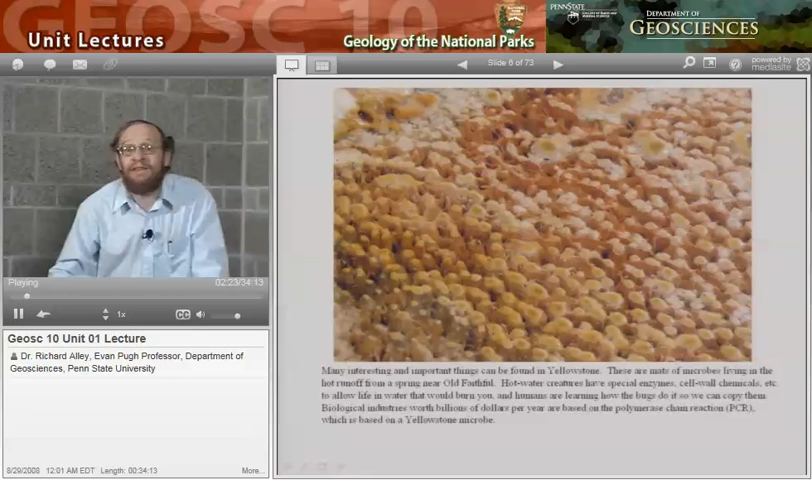 GEOSC 10
Unit Lectures
Geology of the National Parks
PENNSTATE
DEPARTMENT OF
GEOSCIENCES
Slide 6 of 73
powered by
mediasite
Playing
02:23/34:13
1x
CC
Geosc 10 Unit 01 Lecture
Dr. Richard Alley, Evan Pugh Professor, Department of
Geosciences, Penn State University
8/29/2008 12:01 AM EDT Length: 00:34:13
More...
Many interesting and important things can be found in Yellowstone. These are mats of microbes living in the
hot runoff from a spring near Old Faithful. Hot-water creatures have special enzymes, cell-wall chemicals, etc.
to allow life in water that would burn you, and humans are learning how the bugs do it so we can copy them.
Biological industries worth billions of dollars per year are based on the polymerase chain reaction (PCR),
which is based on a Yellowstone microbe.